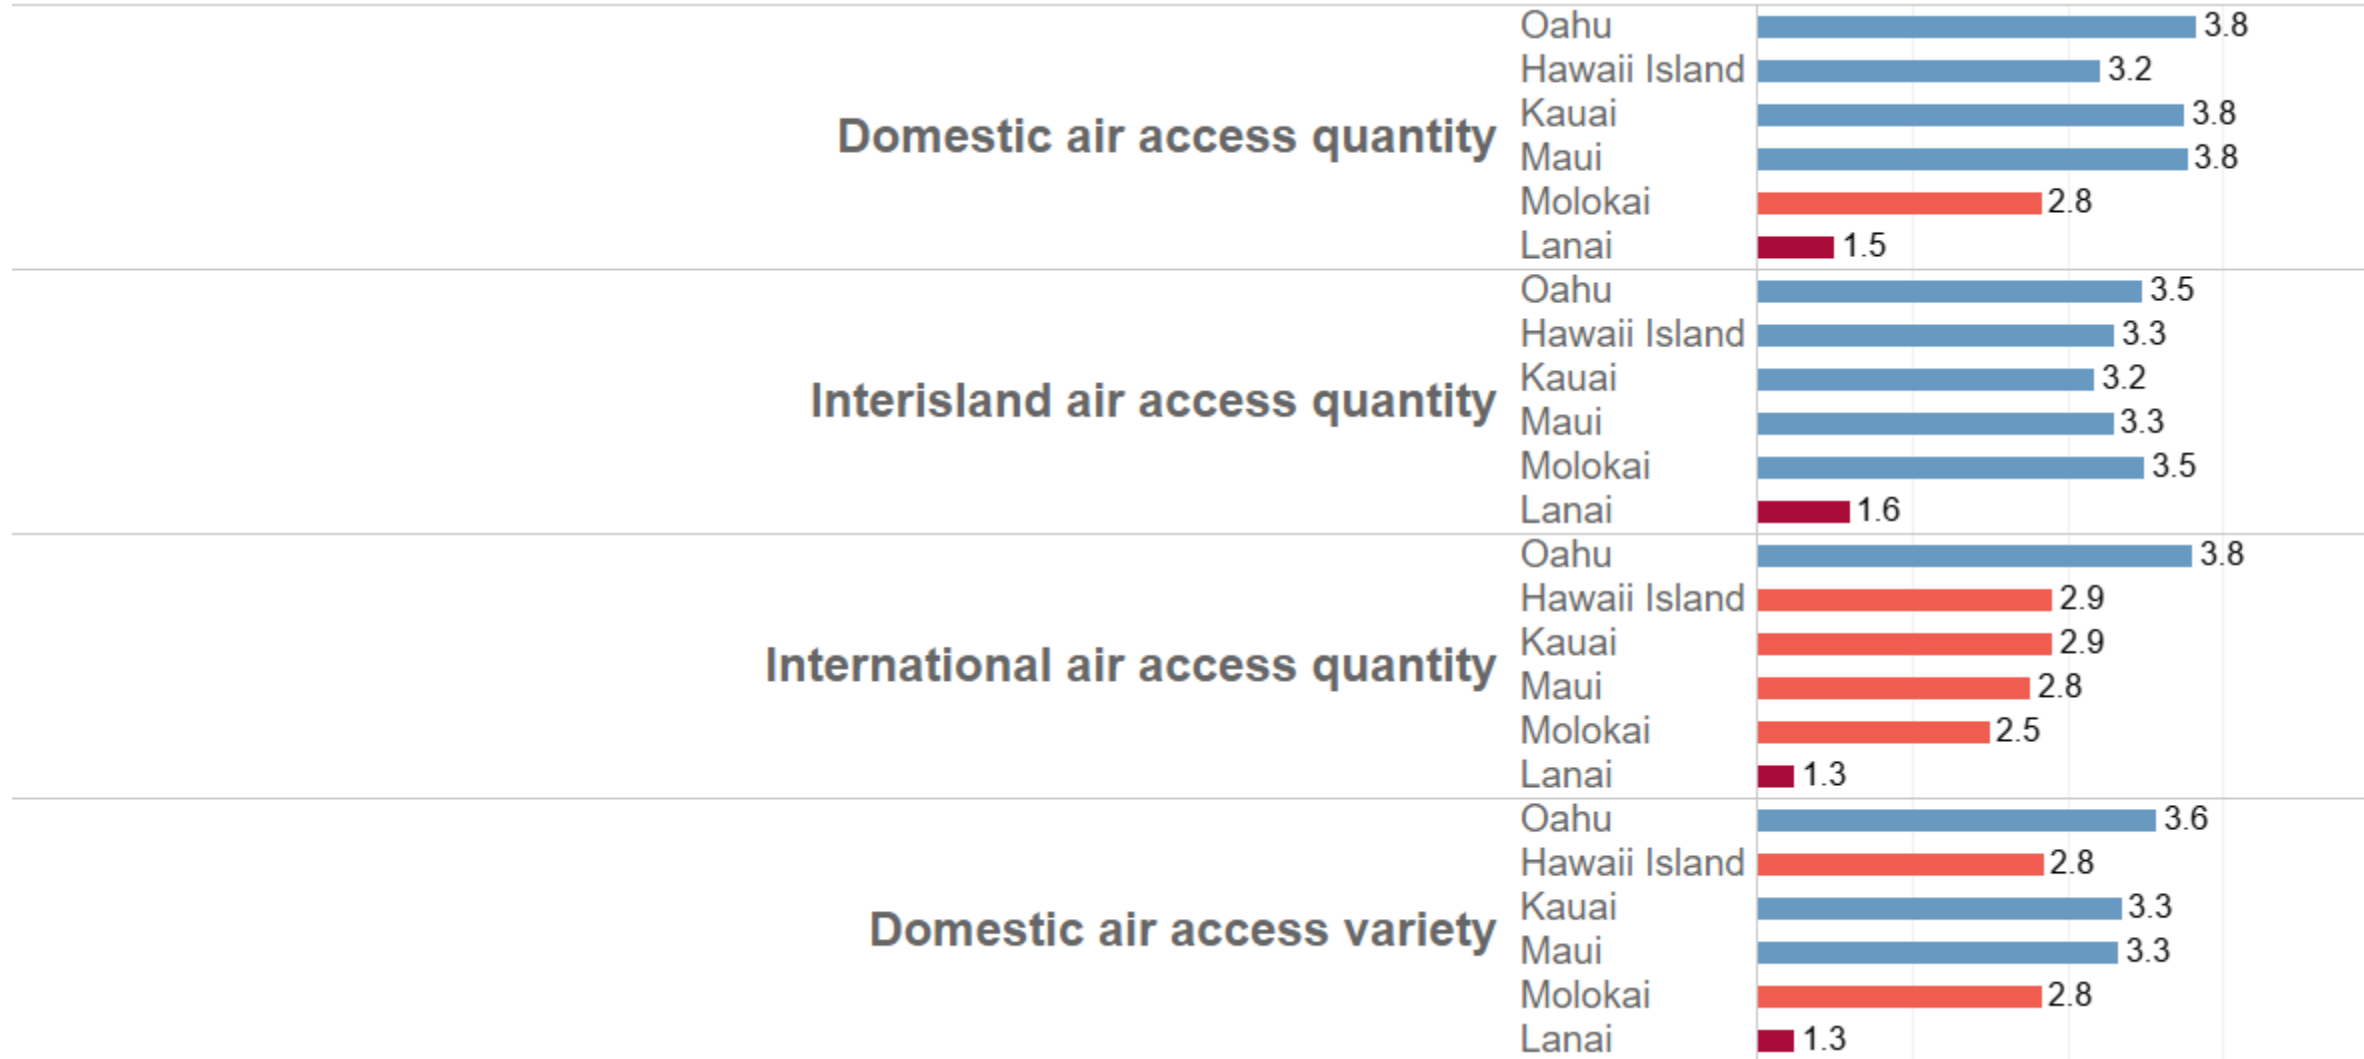 Domestic air access quantity
Oahu 3.8
Hawaii Island 3.2
Kauai 3.8
Maui 3.8
Molokai 2.8
Lanai 1.5
Interisland air access quantity
Oahu 3.5
Hawaii Island 3.3
Kauai 3.2
Maui 3.3
Molokai 3.5
Lanai 1.6
International air access quantity
Oahu 3.8
Hawaii Island 2.9
Kauai 2.9
Maui 2.8
Molokai 2.5
Lanai 1.3
Domestic air access variety
Oahu 3.6
Hawaii Island 2.8
Kauai 3.3
Maui 3.3
Molokai 2.8
Lanai 1.3